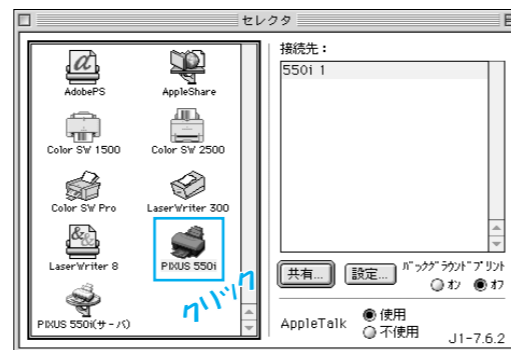 セレクタ
AdobePS
AppleShare
Color SW 1500
Color SW 2500
Color SW Pro
LaserWriter 300
LaserWriter 8
PIXUS 550i
PIXUS 550i(サーバ)
クリック
接続先：
550i 1
共有...
設定...
バックグラウンドプリント
オン
オフ
AppleTalk
使用
不使用
J1-7.6.2